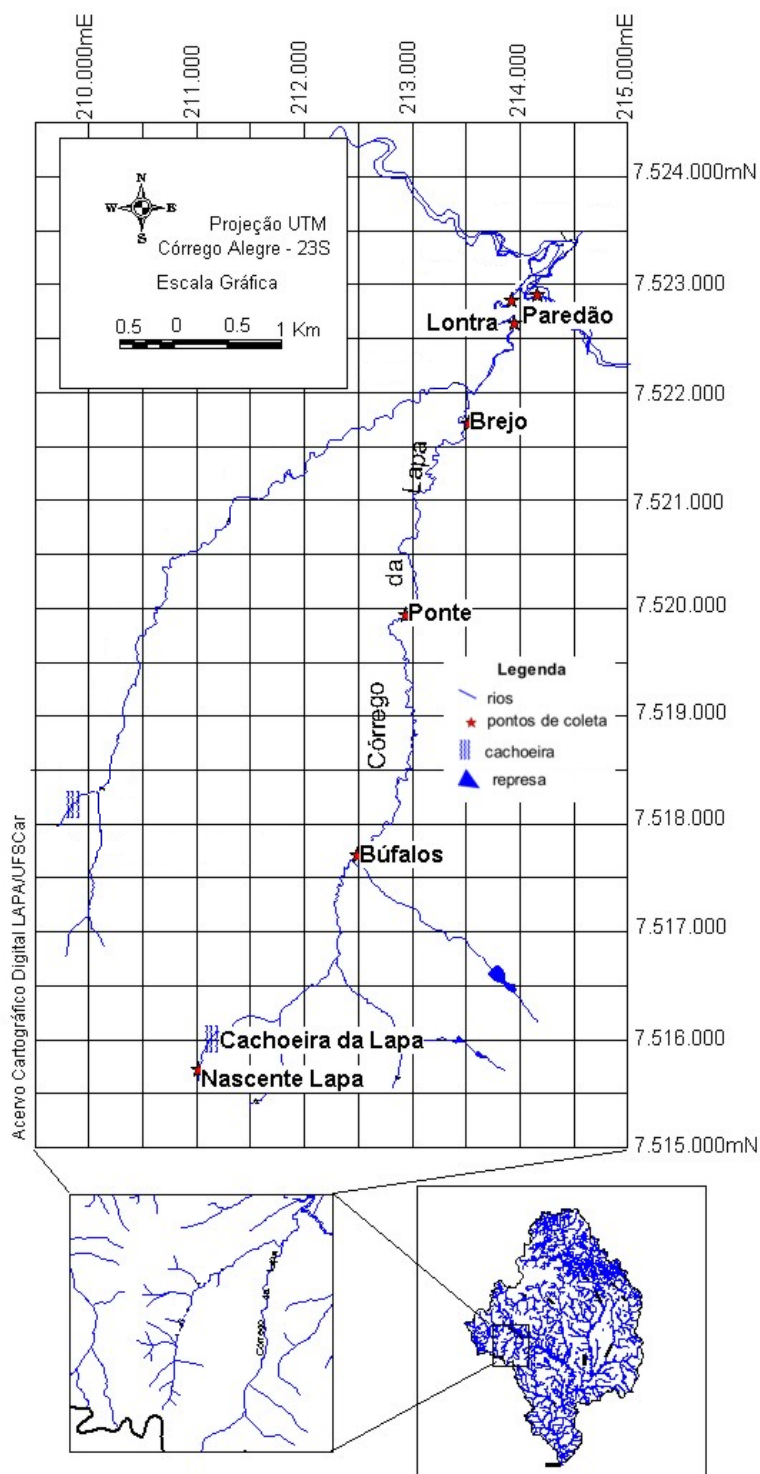 210.000mE
211.000
212.000
213.000
214.000
215.000mE
N
W E
S
Projeção UTM
Córrego Alegre - 23S
Escala Gráfica
0.5 0 0.5 1 Km
7.524.000mN
7.523.000
7.522.000
7.521.000
7.520.000
7.519.000
7.518.000
7.517.000
7.516.000
7.515.000mN
Lontra
Paredão
Brejo
Córrego da Lapa
Ponte
Legenda
rios
pontos de coleta
cachoeira
represa
Búfalos
Cachoeira da Lapa
Nascente Lapa
Acervo Cartográfico Digital LAPA/UFSCar
Córrego da Lapa